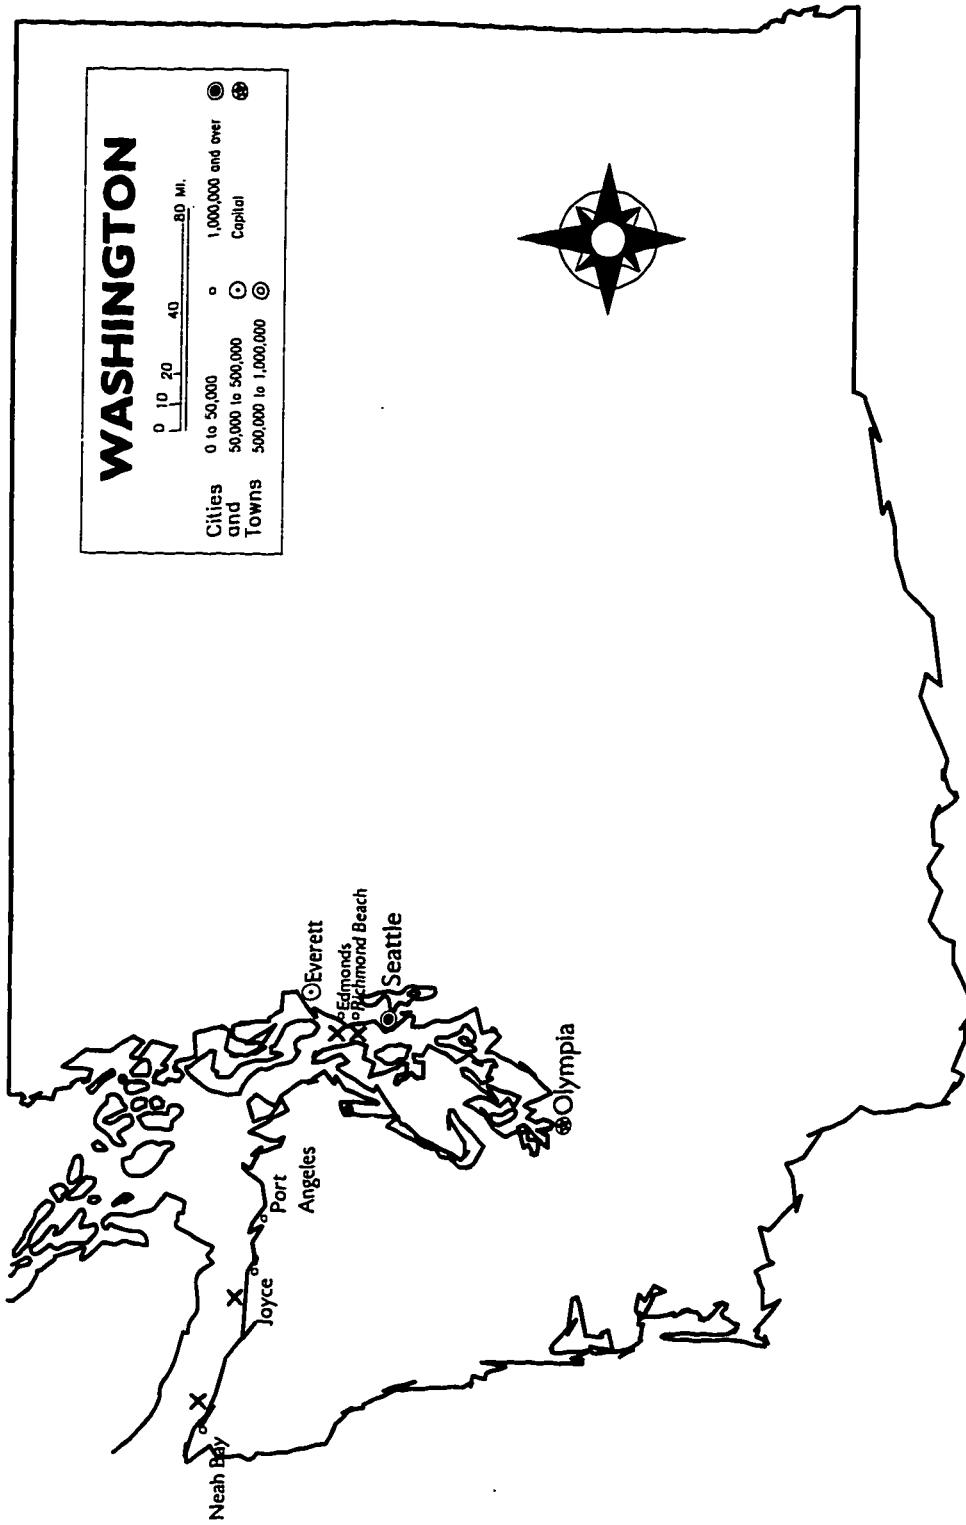 WASHINGTON
0 10 20 40 80 MI.
Cities and Towns
0 to 50,000
50,000 to 500,000
500,000 to 1,000,000
1,000,000 and over
Capital
Everett
Edmonds
Richmond Beach
Seattle
Olympia
Port
Angeles
Joyce
Neah Bay